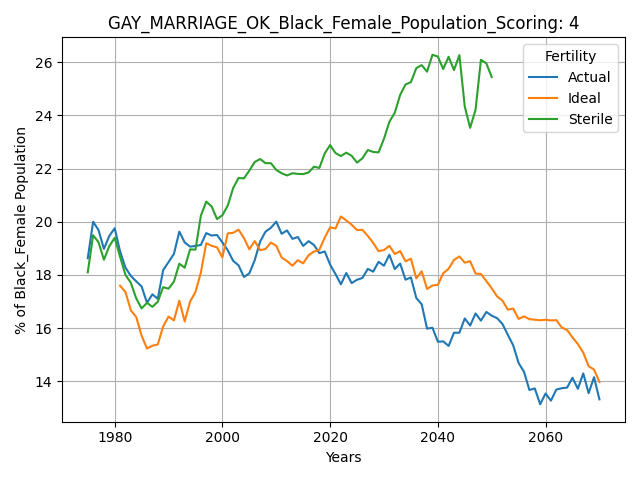 GAY_MARRIAGE_OK_Black_Female_Population_Scoring: 4
Fertility
Actual
Ideal
Sterile
% of Black_Female Population
26
24
22
20
18
16
14
1980
2000
2020
2040
2060
Years